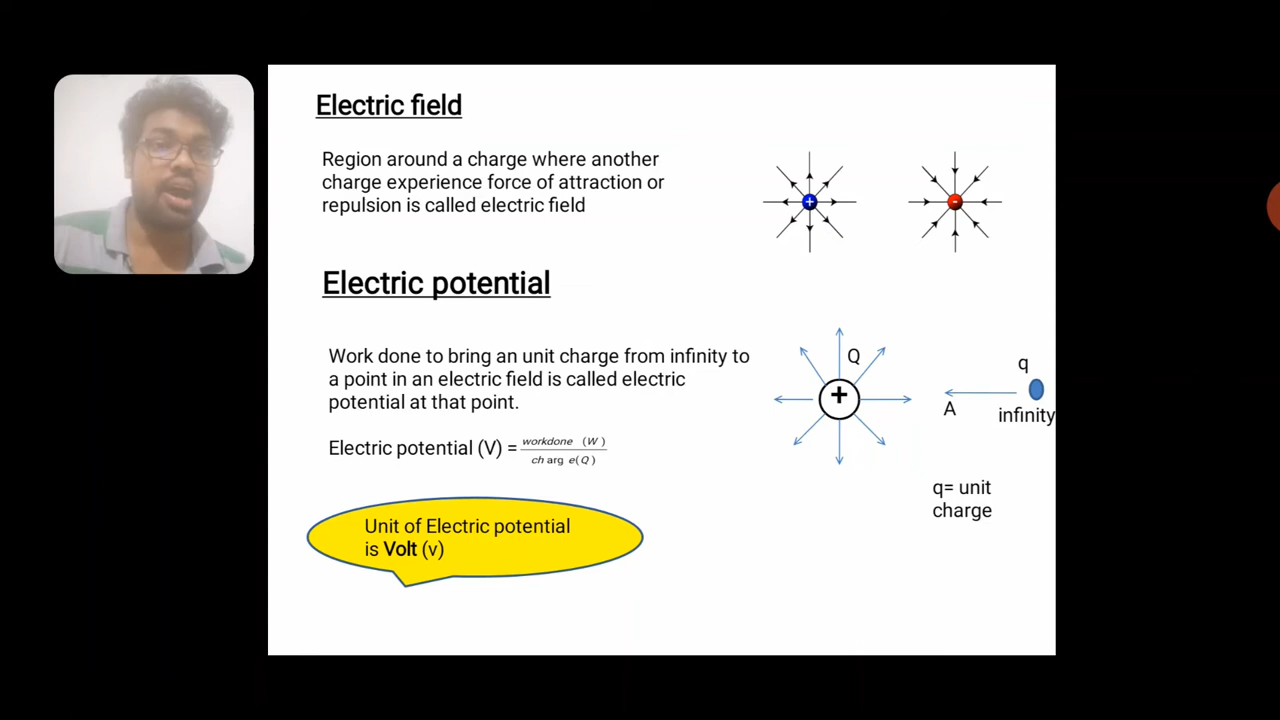 Electric field
Region around a charge where another
charge experience force of attraction or
repulsion is called electric field
+
-
Electric potential
Work done to bring an unit charge from infinity to
a point in an electric field is called electric
potential at that point.
Electric potential (V) = workdone (W)
ch arg e(Q)
Q
+
q
A
infinity
q= unit
charge
Unit of Electric potential
is Volt (v)